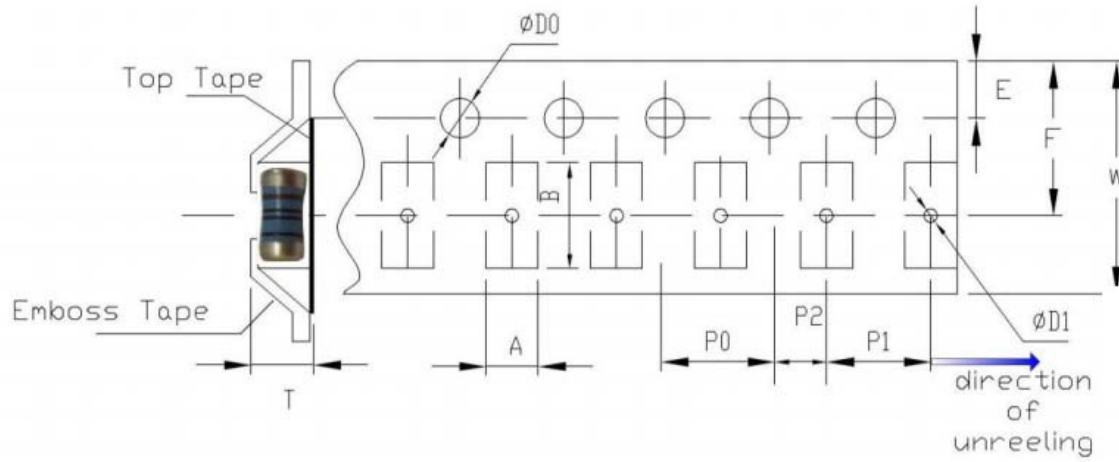 ØD0
Top Tape
E
F
W
B
Emboss Tape
ØD1
P2
A
P0
P1
T
direction
of
unreeling